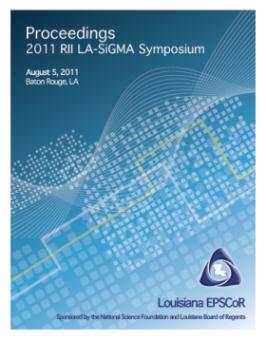 Proceedings
2011 RII LA-SiGMA Symposium
August 5, 2011
Baton Rouge, LA
Louisiana EPSCoR
Sponsored by the National Science Foundation and Louisiana Board of Regents